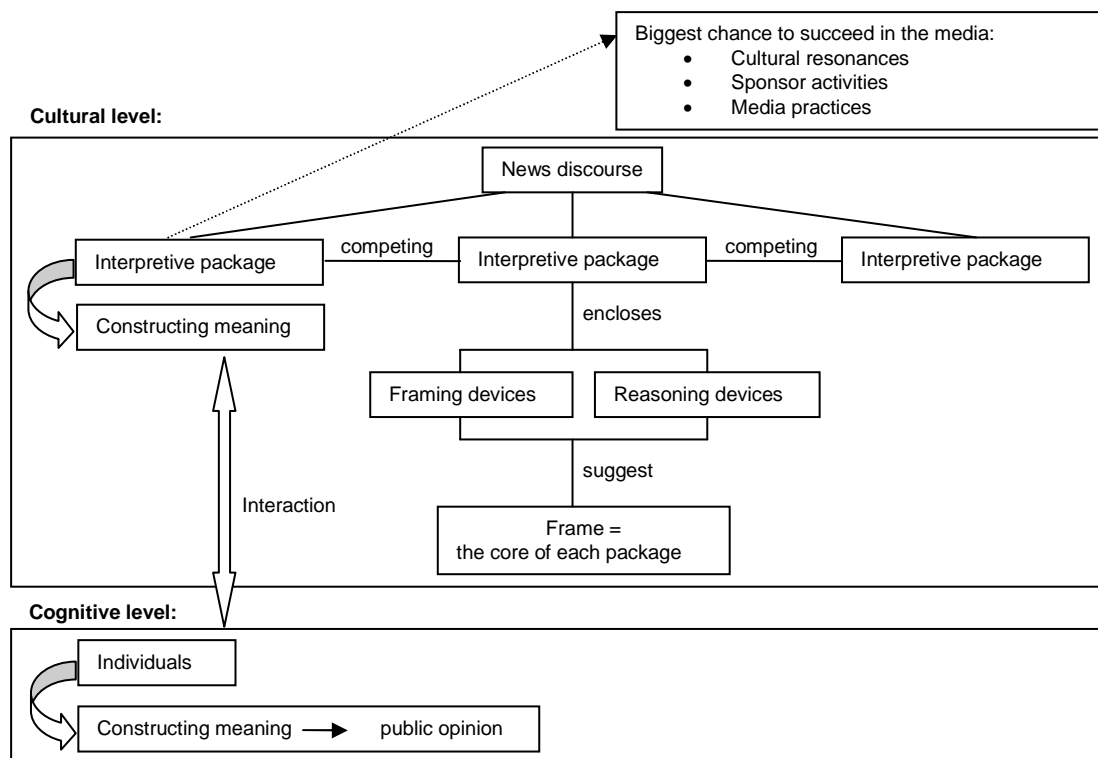 Biggest chance to succeed in the media:
• Cultural resonances
• Sponsor activities
• Media practices
Cultural level:
News discourse
Interpretive package
competing
Interpretive package
competing
Interpretive package
Constructing meaning
encloses
Framing devices
Reasoning devices
suggest
Interaction
Frame =
the core of each package
Cognitive level:
Individuals
Constructing meaning
public opinion